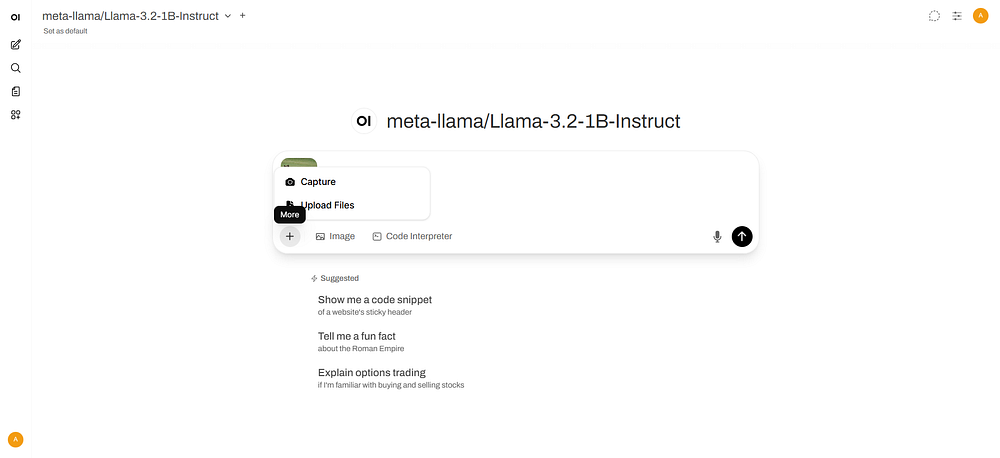 OI
meta-llama/Llama-3.2-1B-Instruct
Set as default
A
OI meta-llama/Llama-3.2-1B-Instruct
Capture
Upload Files
More
Image Code Interpreter
Suggested
Show me a code snippet
of a website's sticky header
Tell me a fun fact
about the Roman Empire
Explain options trading
if I'm familiar with buying and selling stocks
A